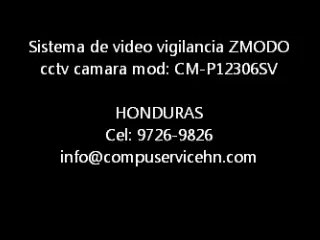 Sistema de video vigilancia ZMODO
cctv camara mod: CM-P12306SV
HONDURAS
Cel: 9726-9826
info@compuservicehn.com